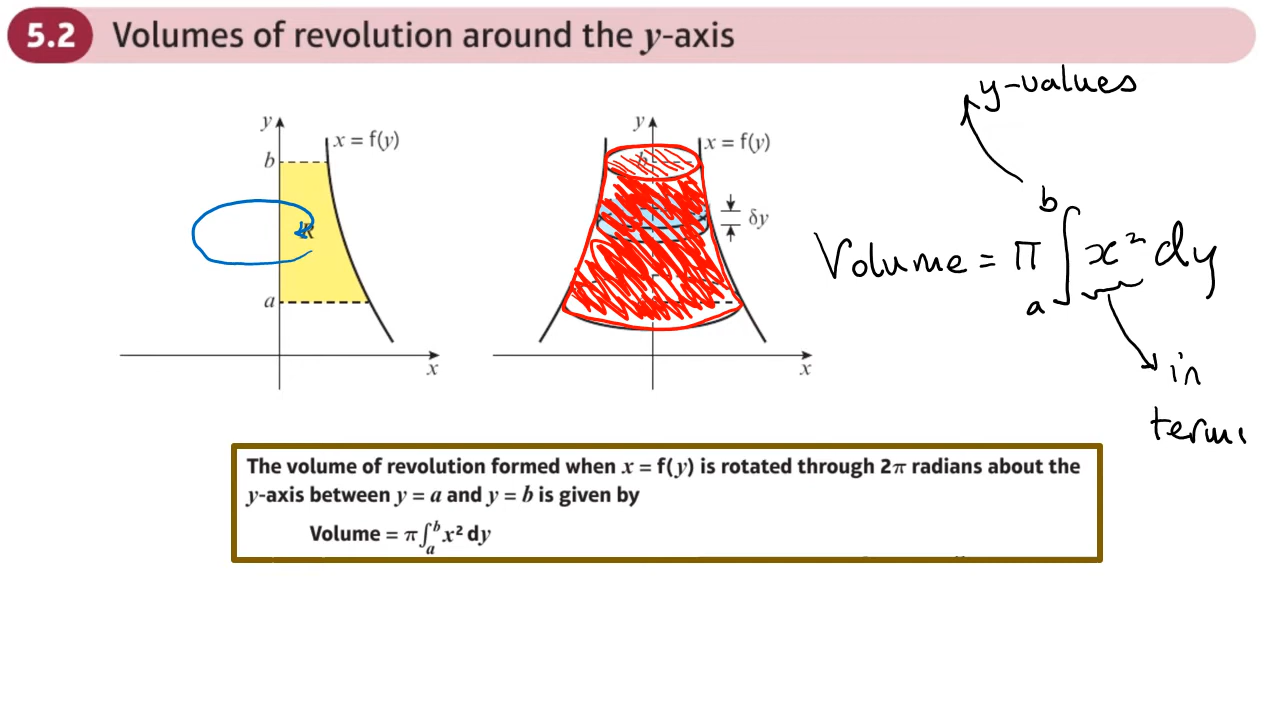 5.2 Volumes of revolution around the y-axis
y-values
y
x = f(y)
b
R
a
x
y
x = f(y)
δy
x
b
Volume = π∫x² dy
a
in
terms
The volume of revolution formed when x = f(y) is rotated through 2π radians about the
y-axis between y = a and y = b is given by
Volume = π∫ₐᵇ x² dy